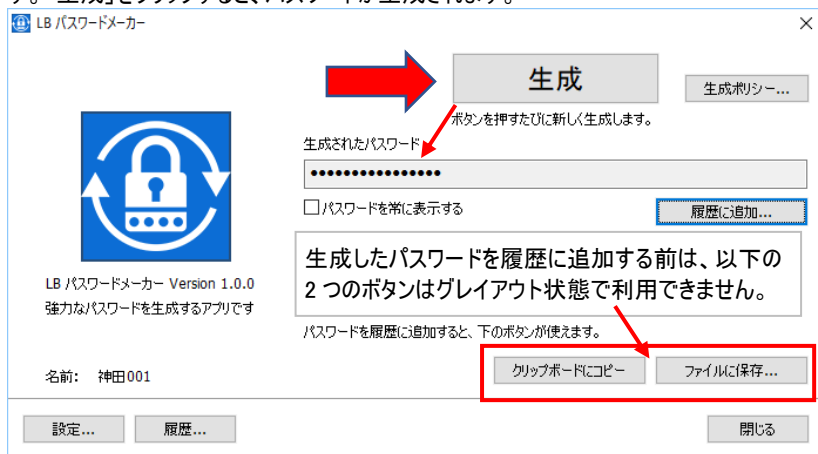 す。「生成」をクリックすると、パスワードが生成されます。
LB パスワードメーカー
生成
生成ポリシー...
ボタンを押すたびに新しく生成します。
生成されたパスワード
●●●●●●●●●●●●●●●●
パスワードを常に表示する
履歴に追加...
生成したパスワードを履歴に追加する前は、以下の
2 つのボタンはグレイアウト状態で利用できません。
LB パスワードメーカー Version 1.0.0
強力なパスワードを生成するアプリです
パスワードを履歴に追加すると、下のボタンが使えます。
名前: 神田001
クリップボードにコピー
ファイルに保存...
設定...
履歴...
閉じる